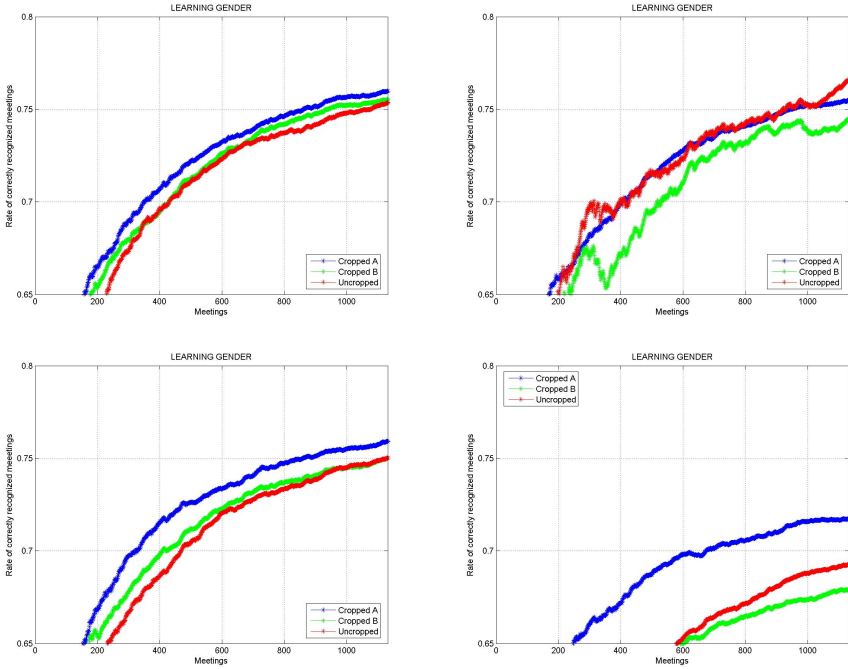 LEARNING GENDER
0.8
0.75
0.7
0.65
Rate of correctly recognized meeetings
0 200 400 600 800 1000
Meetings
Cropped A
Cropped B
Uncropped
LEARNING GENDER
0.8
0.75
0.7
0.65
Rate of correctly recognized meeetings
0 200 400 600 800 1000
Meetings
Cropped A
Cropped B
Uncropped
LEARNING GENDER
0.8
0.75
0.7
0.65
Rate of correctly recognized meeetings
0 200 400 600 800 1000
Meetings
Cropped A
Cropped B
Uncropped
LEARNING GENDER
0.8
0.75
0.7
0.65
Rate of correctly recognized meeetings
0 200 400 600 800 1000
Meetings
Cropped A
Cropped B
Uncropped